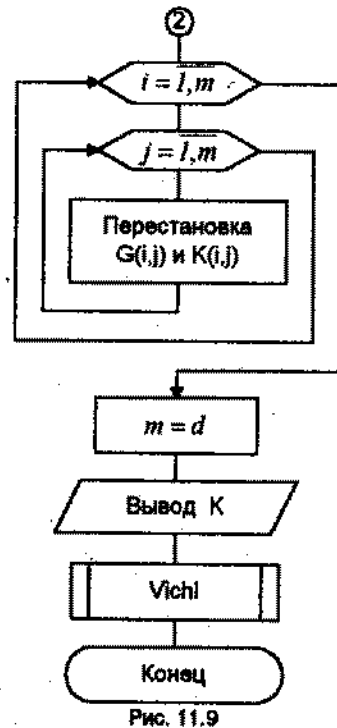 2
i = 1,m
j = 1,m
Перестановка
G(i,j) и K(i,j)
m = d
Вывод K
Vichl
Конец
Рис. 11.9